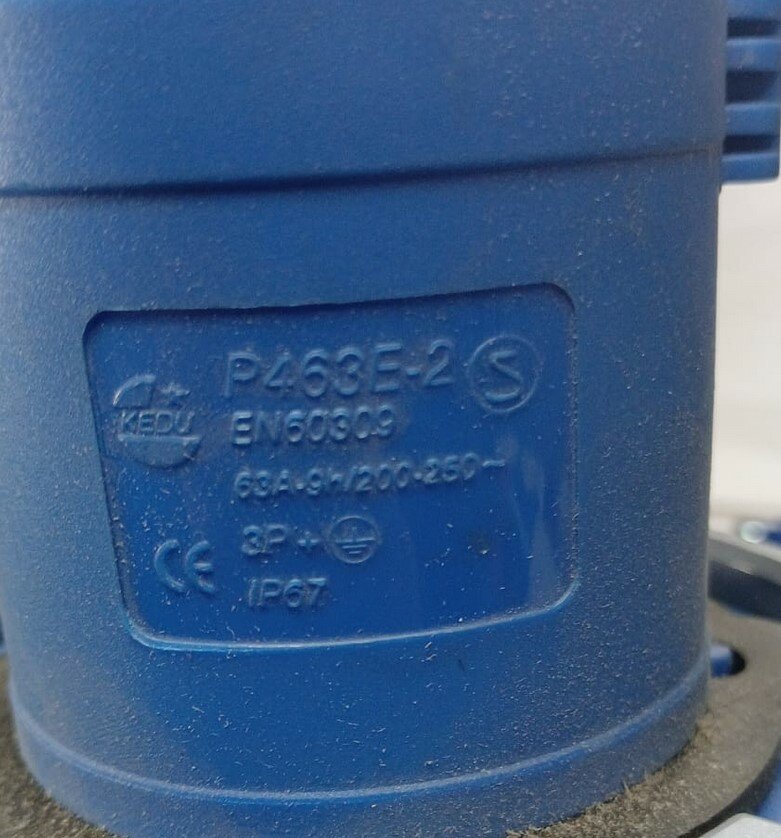 P463E-2 S
KEDU
EN60309
63A-9h/200-250~
3P+
CE
IP67